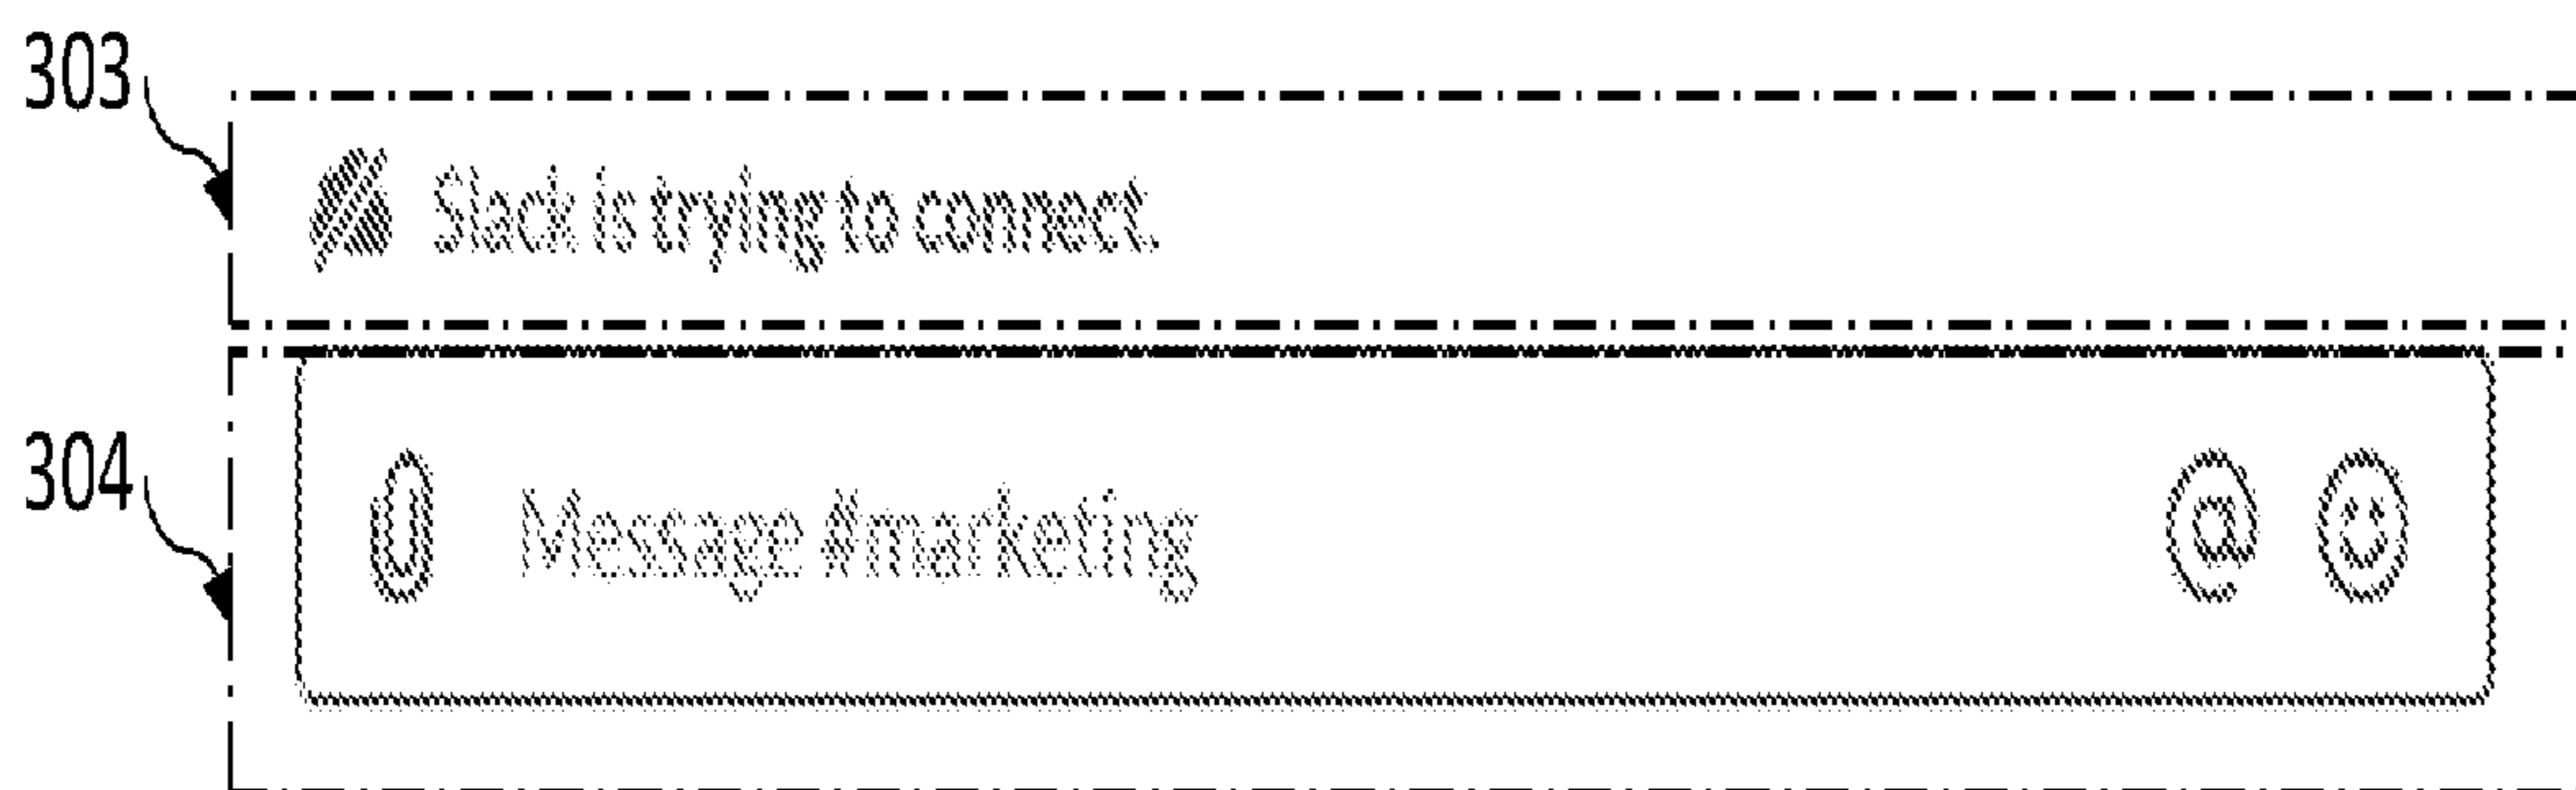 303
Slack is trying to connect.
304
Message #marketing
@